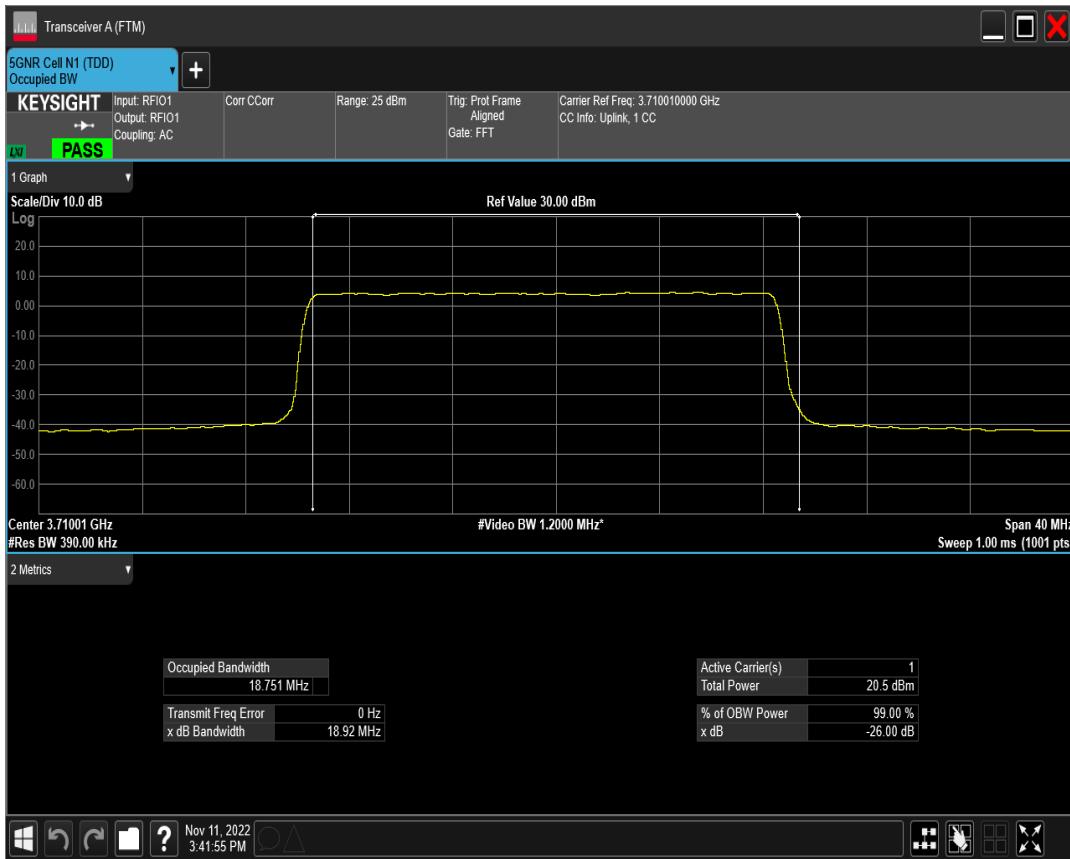 Transceiver A (FTM)
5GNR Cell N1 (TDD)
Occupied BW
+
KEYSIGHT
LXI
PASS
Input: RFIO1
Output: RFIO1
Coupling: AC
Corr CCorr
Range: 25 dBm
Trig: Prot Frame
Aligned
Gate: FFT
Carrier Ref Freq: 3.710010000 GHz
CC Info: Uplink, 1 CC
1 Graph
Scale/Div 10.0 dB
Ref Value 30.00 dBm
Log
20.0
10.0
0.00
-10.0
-20.0
-30.0
-40.0
-50.0
-60.0
Center 3.71001 GHz
#Video BW 1.2000 MHz*
Span 40 MHz
#Res BW 390.00 kHz
Sweep 1.00 ms (1001 pts
2 Metrics
Occupied Bandwidth
18.751 MHz
Transmit Freq Error 0 Hz
x dB Bandwidth 18.92 MHz
Active Carrier(s) 1
Total Power 20.5 dBm
% of OBW Power 99.00 %
x dB -26.00 dB
?
Nov 11, 2022
3:41:55 PM